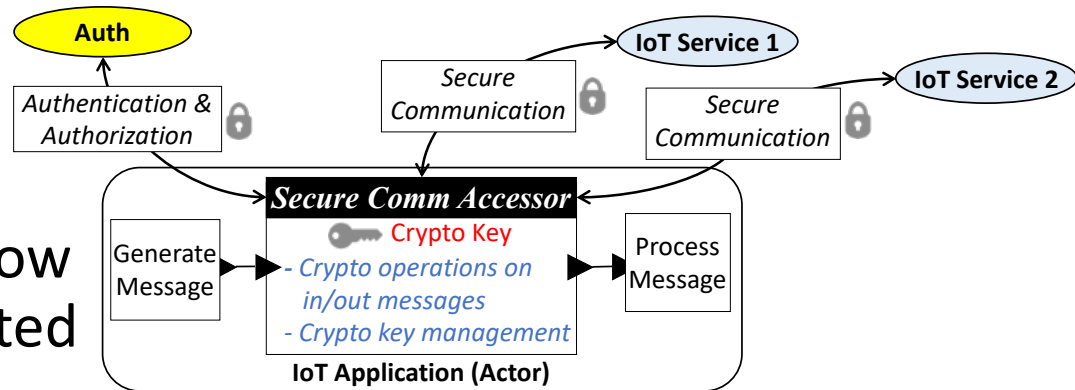 Auth
IoT Service 1
IoT Service 2
Authentication &
Authorization
Secure
Communication
Secure
Communication
Secure Comm Accessor
Crypto Key
- Crypto operations on
in/out messages
- Crypto key management
Generate
Message
Process
Message
IoT Application (Actor)
ow
ted